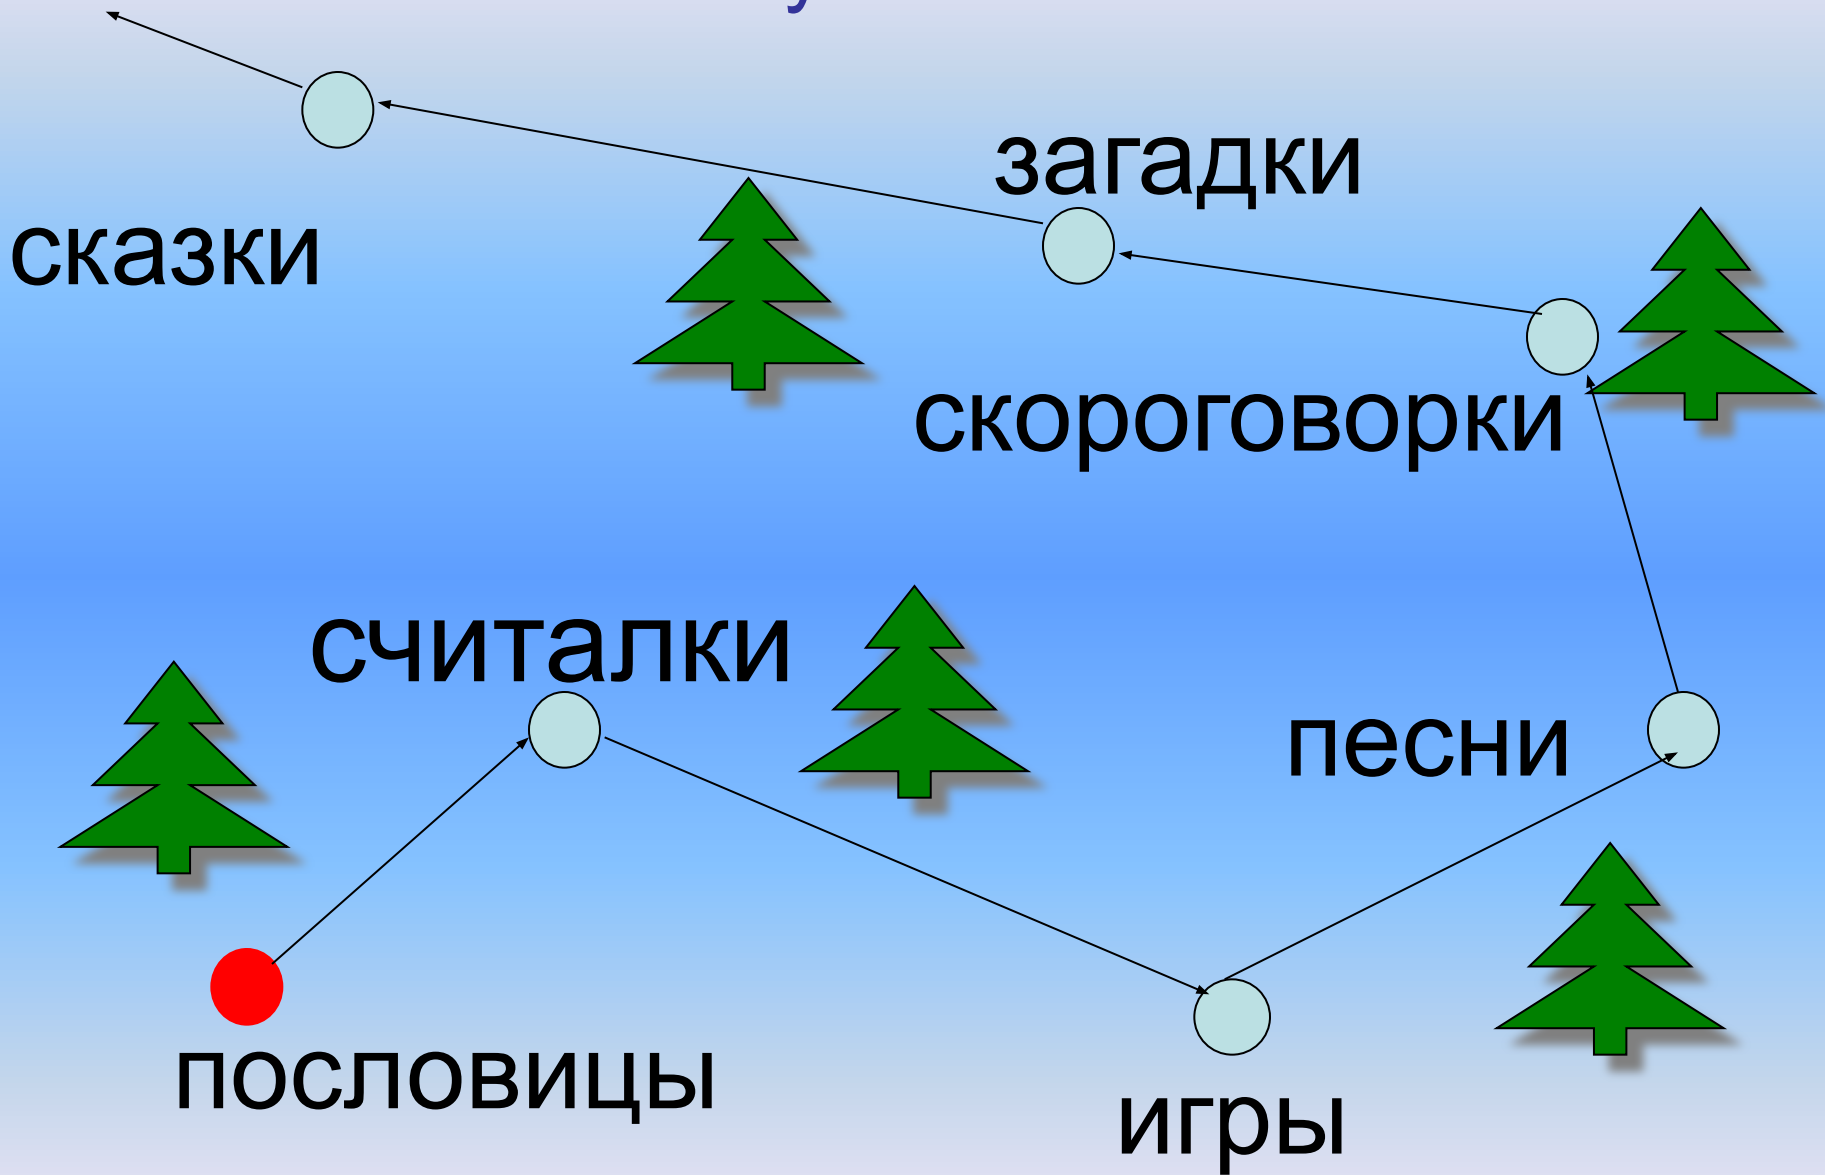 загадки
сказки
скороговорки
считалки
песни
пословицы
игры